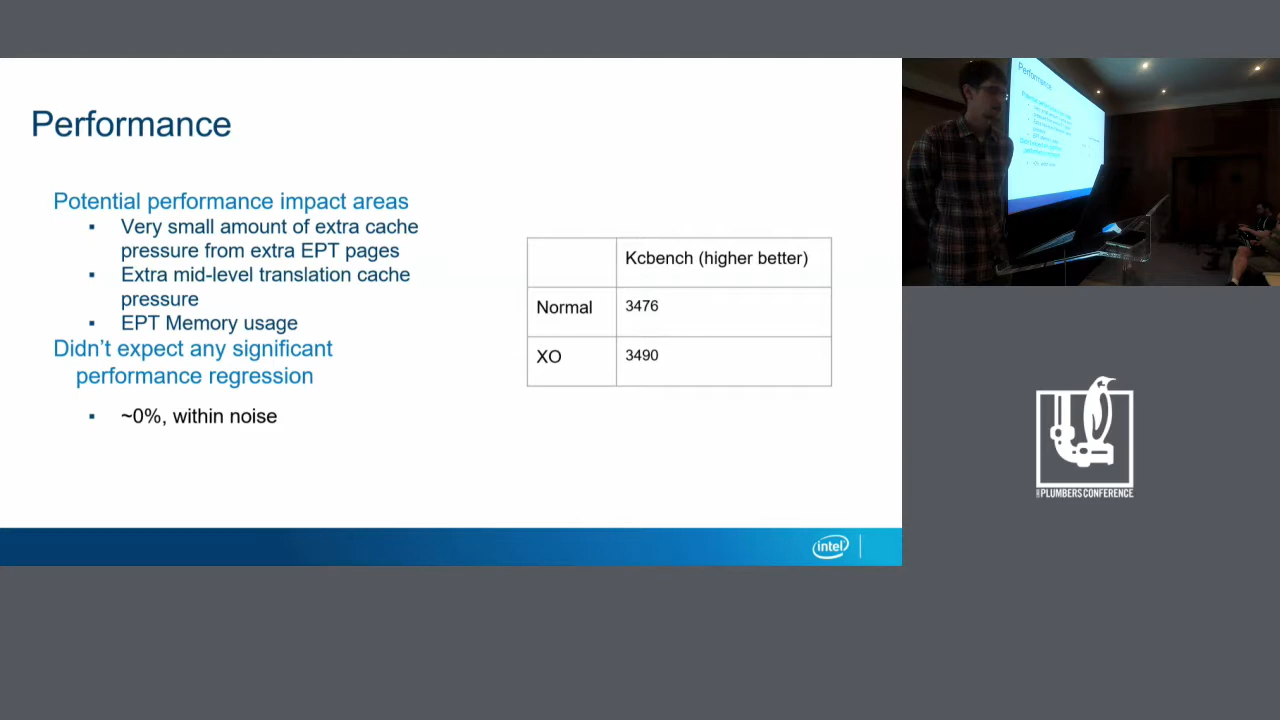 Performance
Potential performance impact areas
▪ Very small amount of extra cache
pressure from extra EPT pages
▪ Extra mid-level translation cache
pressure
▪ EPT Memory usage
Didn’t expect any significant
performance regression
▪ ~0%, within noise
Kcbench (higher better)
Normal 3476
XO 3490
intel
Performance
PLUMBERS CONFERENCE